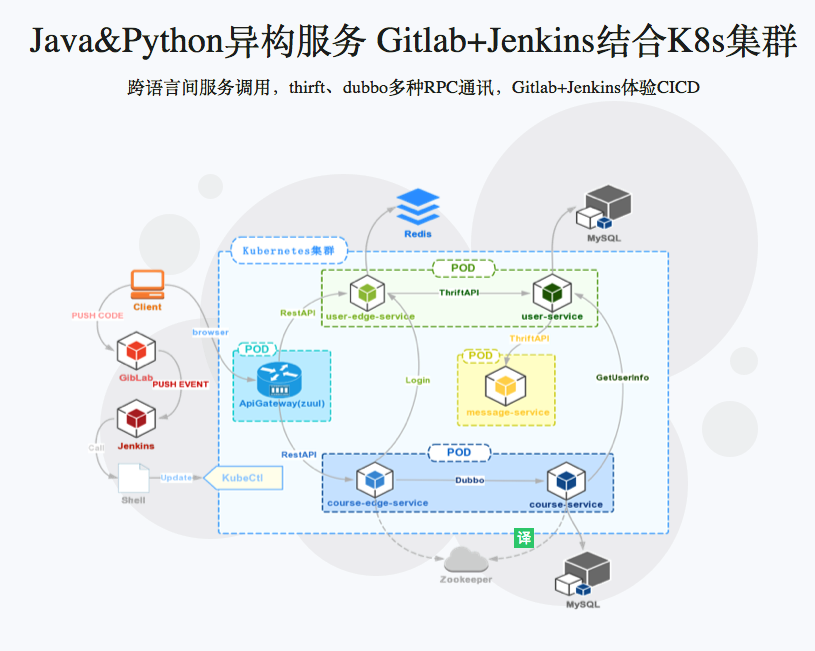 Java&Python异构服务 Gitlab+Jenkins结合K8s集群
跨语言间服务调用，thirft、dubbo多种RPC通讯，Gitlab+Jenkins体验CICD
Redis
MySQL
Kubernetes集群
POD
ThriftAPI
Client
RestAPI
user-edge-service
user-service
PUSH CODE
browser
ThriftAPI
POD
POD
GibLab
PUSH EVENT
Login
GetUserInfo
ApiGateway(zuul)
message-service
Jenkins
Call
RestAPI
POD
Update
KubeCtl
Dubbo
Shell
course-edge-service
course-service
译
Zookeeper
MySQL